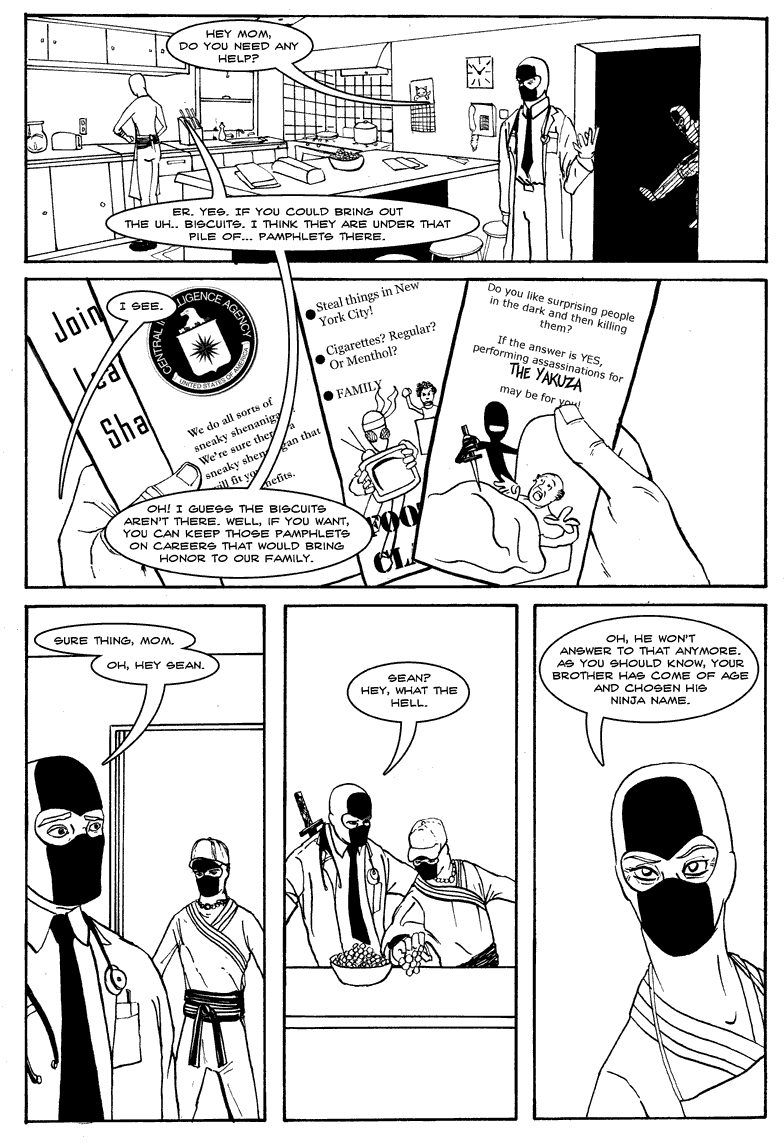 HEY MOM,
DO YOU NEED ANY
HELP?
ER. YES. IF YOU COULD BRING OUT
THE UH.. BISCUITS. I THINK THEY ARE UNDER THAT
PILE OF... PAMPHLETS THERE.
I SEE.
Join
Sha
CENTRAL INTELLIGENCE AGENCY
UNITED STATES OF AMERICA
We do all sorts of
sneaky shenanigans.
We're sure there's a
sneaky shenanigan that
will fit your benefits.
Steal things in New
York City!
Cigarettes? Regular?
Or Menthol?
FAMILY
FOOT
CLA
Do you like surprising people
in the dark and then killing
them?
If the answer is YES,
performing assassinations for
THE YAKUZA
may be for you!
OH! I GUESS THE BISCUITS
AREN'T THERE. WELL, IF YOU WANT,
YOU CAN KEEP THOSE PAMPHLETS
ON CAREERS THAT WOULD BRING
HONOR TO OUR FAMILY.
SURE THING, MOM.
OH, HEY SEAN.
SEAN?
HEY, WHAT THE
HELL.
OH, HE WON'T
ANSWER TO THAT ANYMORE.
AS YOU SHOULD KNOW, YOUR
BROTHER HAS COME OF AGE
AND CHOSEN HIS
NINJA NAME.